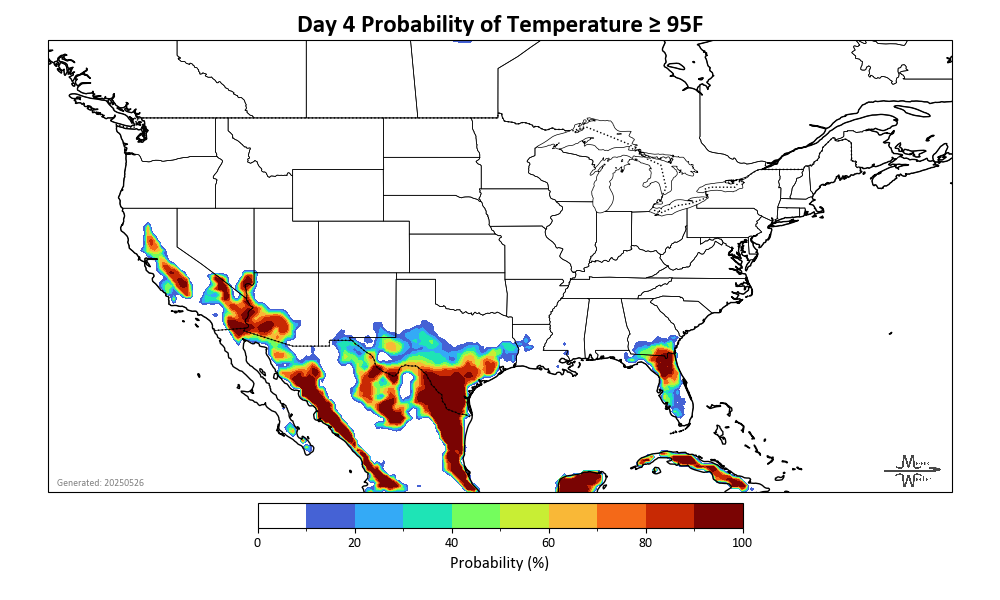 Day 4 Probability of Temperature ≥ 95F
Generated: 20250526
0 20 40 60 80 100
Probability (%)